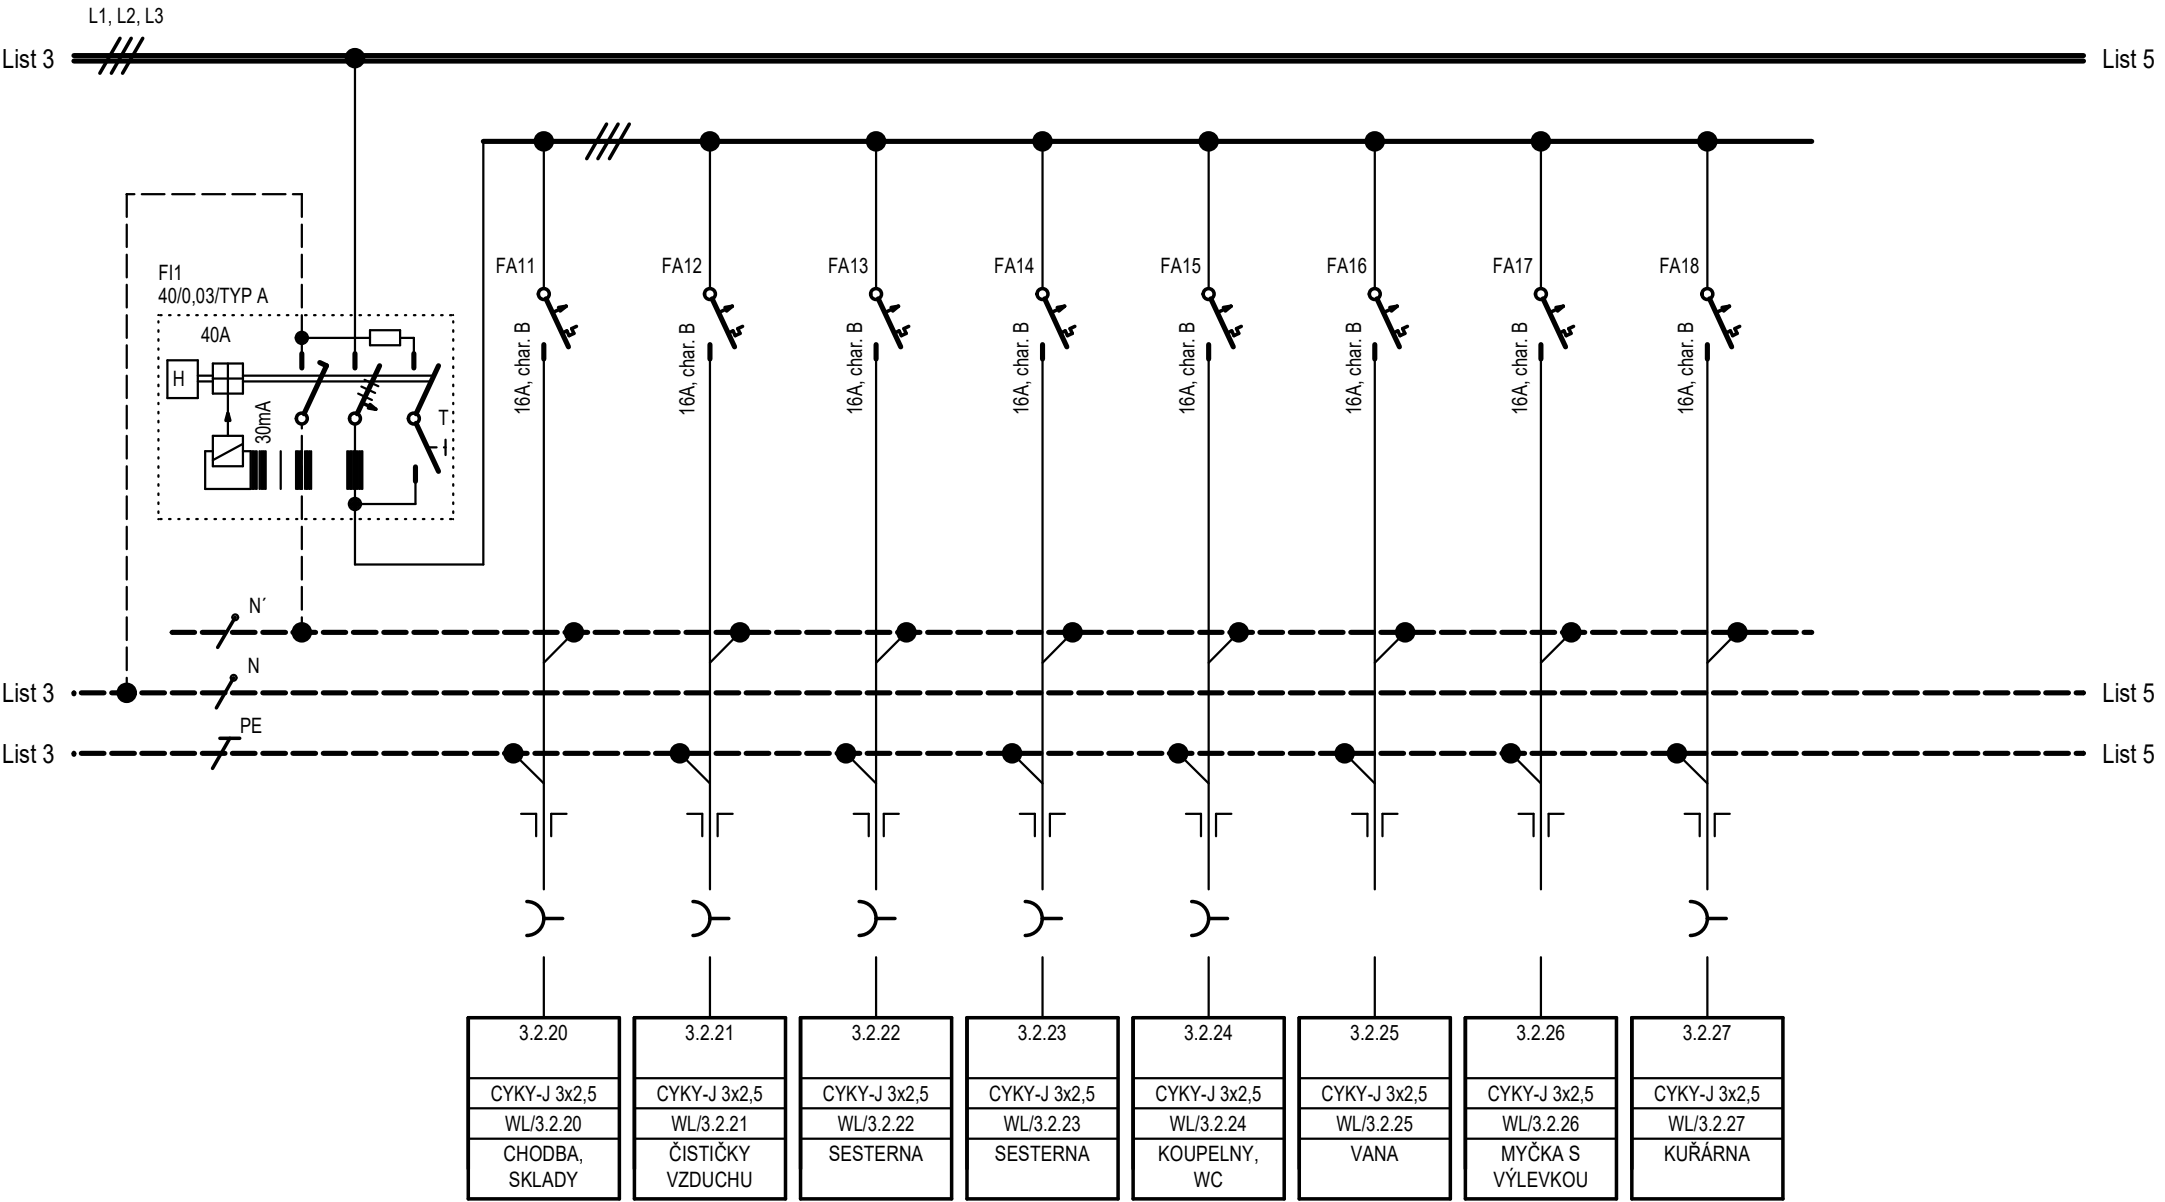 L1, L2, L3
List 3
List 5
FI1
40/0,03/TYP A
40A
H
30mA
T
FA11
16A, char. B
FA12
16A, char. B
FA13
16A, char. B
FA14
16A, char. B
FA15
16A, char. B
FA16
16A, char. B
FA17
16A, char. B
FA18
16A, char. B
N´
List 3
N
List 5
List 3
PE
List 5
3.2.20
CYKY-J 3x2,5
WL/3.2.20
CHODBA,
SKLADY
3.2.21
CYKY-J 3x2,5
WL/3.2.21
ČISTIČKY
VZDUCHU
3.2.22
CYKY-J 3x2,5
WL/3.2.22
SESTERNA
3.2.23
CYKY-J 3x2,5
WL/3.2.23
SESTERNA
3.2.24
CYKY-J 3x2,5
WL/3.2.24
KOUPELNY,
WC
3.2.25
CYKY-J 3x2,5
WL/3.2.25
VANA
3.2.26
CYKY-J 3x2,5
WL/3.2.26
MYČKA S
VÝLEVKOU
3.2.27
CYKY-J 3x2,5
WL/3.2.27
KUŘÁRNA